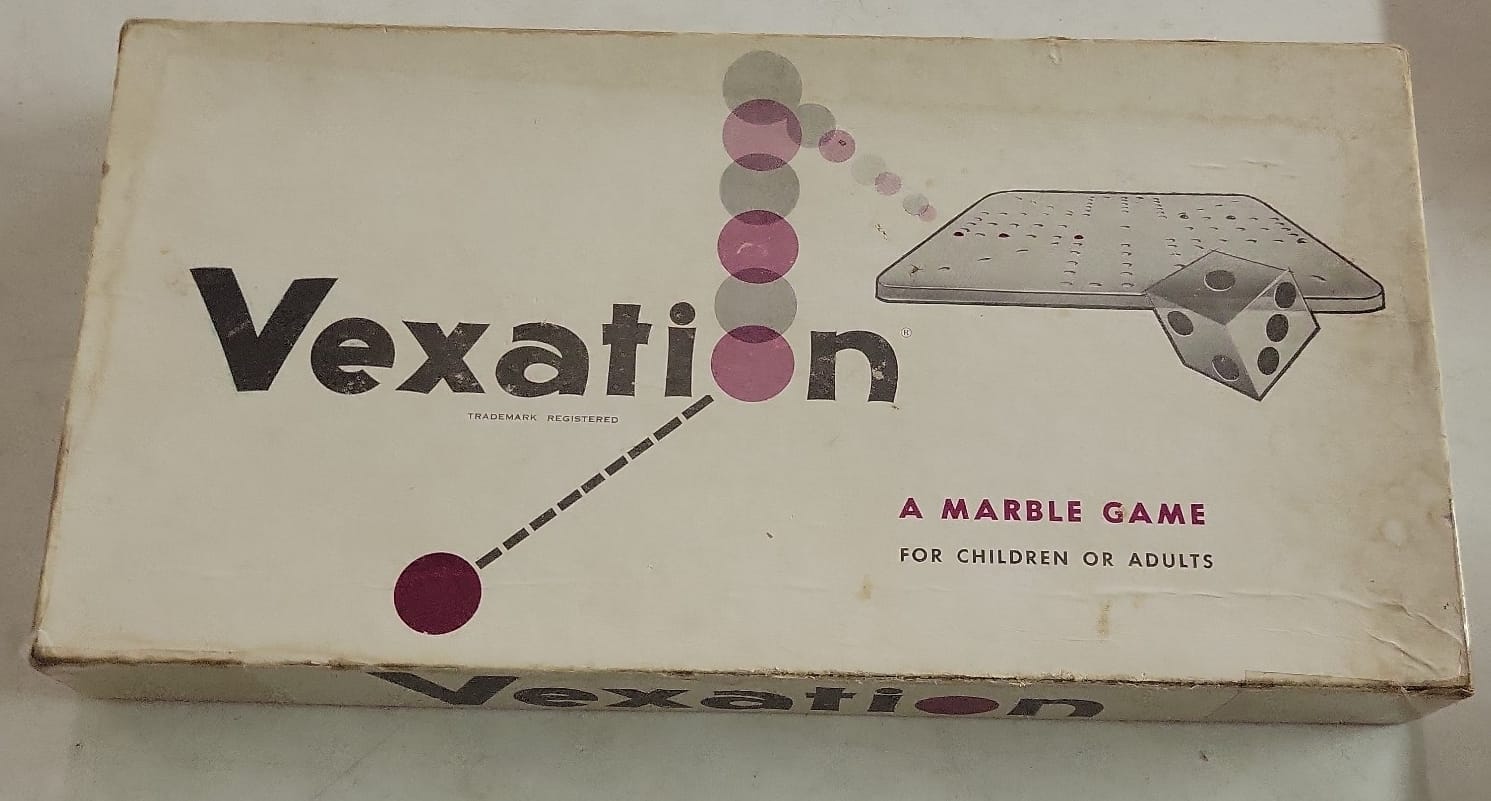 Vexation®
TRADEMARK REGISTERED
A MARBLE GAME
FOR CHILDREN OR ADULTS
Vexation